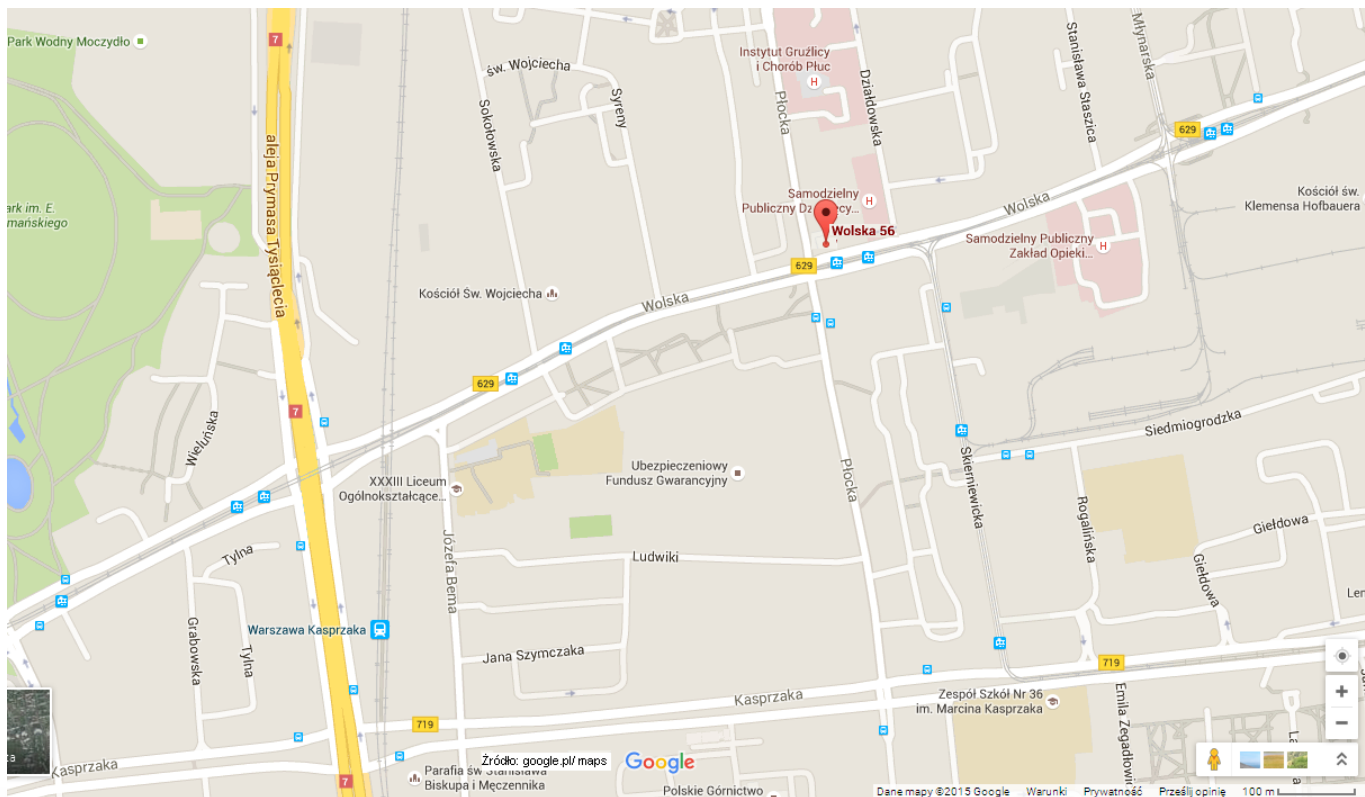 Park Wodny Moczydło
7
aleja Prymasa Tysiąclecia
św. Wojciecha
Sokołowska
Syreny
Instytut Gruźlicy
i Chorób Płuc
H
Płocka
Działdowska
Stanisława Staszica
Młynarska
629
Samodzielny
Publiczny Dz
cy...
H
Wolska 56
Wolska
Kościół św.
Klemensa Hofbauera
Samodzielny Publiczny
Zakład Opieki...
H
ark im. E.
mańskiego
629
Kościół Św. Wojciecha
Wolska
629
7
Wieluńska
XXXIII Liceum
Ogólnokształcące...
Ubezpieczeniowy
Fundusz Gwarancyjny
Płocka
Skierniewicka
Siedmiogrodzka
Rogalińska
Giełdowa
Giełdowa
Józefa Bema
Ludwiki
Tylna
Tylna
Grabowska
Warszawa Kasprzaka
Jana Szymczaka
719
Kasprzaka
719
Zespół Szkół Nr 36
im. Marcina Kasprzaka
Emila Zegadłowic
Len
La
Kasprzaka
7
Parafia św Stanisława
Biskupa i Męczennika
Źródło: google.pl/ maps
Google
Polskie Górnictwo
Dane mapy ©2015 Google Warunki Prywatność Prześlij opinię 100 m